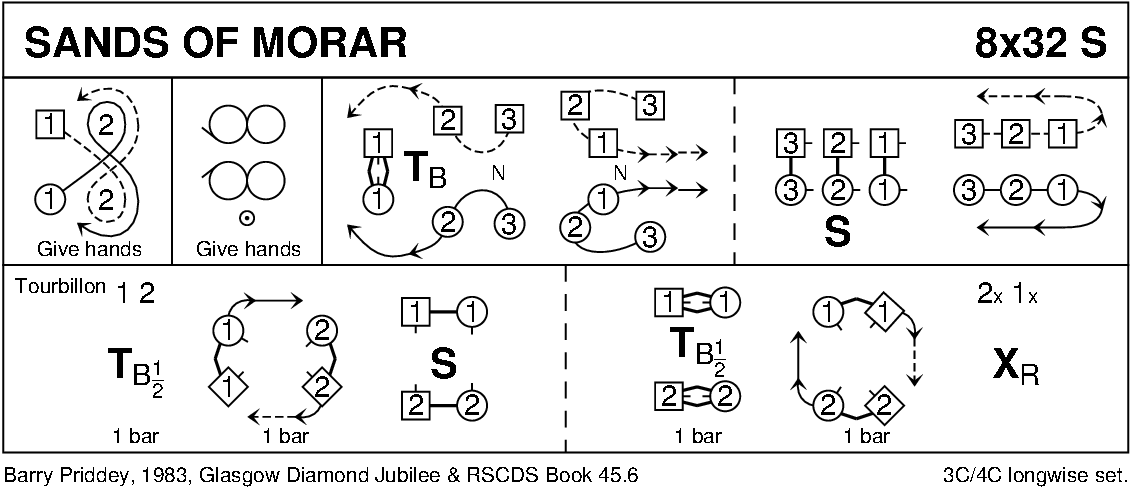 SANDS OF MORAR 8x32 S
1 2 1 2
Give hands
Give hands
1 2 3 1 2 3
TB N
2 3 1 2 3 1
N
3 2 1 3 2 1
S
3 2 1 3 2 1
Tourbillon 1 2
TB½
1 bar
1 2 1 2
1 bar
1 1
S
2 2
1 1
TB½
2 2
1 bar
1 1
2 2
1 bar
2x 1x
XR
Barry Priddey, 1983, Glasgow Diamond Jubilee & RSCDS Book 45.6 3C/4C longwise set.